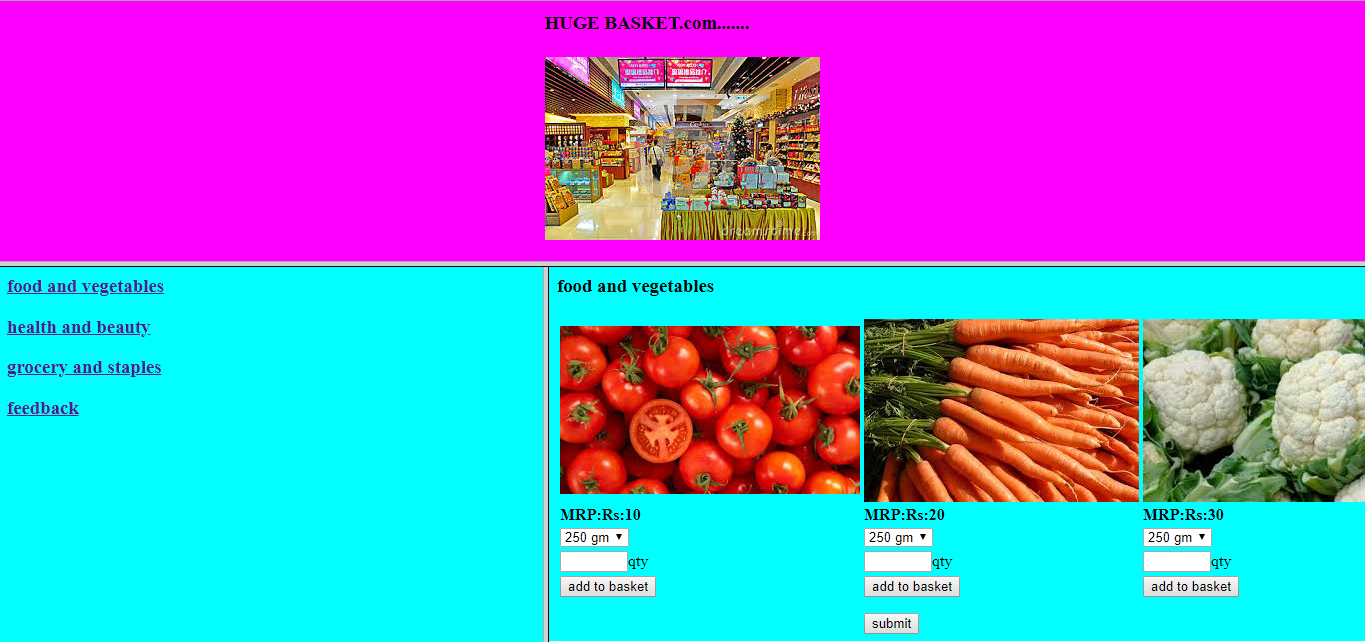 HUGE BASKET.com.......
dreamstime
food and vegetables
health and beauty
grocery and staples
feedback
food and vegetables
MRP:Rs:10 MRP:Rs:20 MRP:Rs:30
250 gm 250 gm 250 gm
qty qty qty
add to basket add to basket add to basket
submit